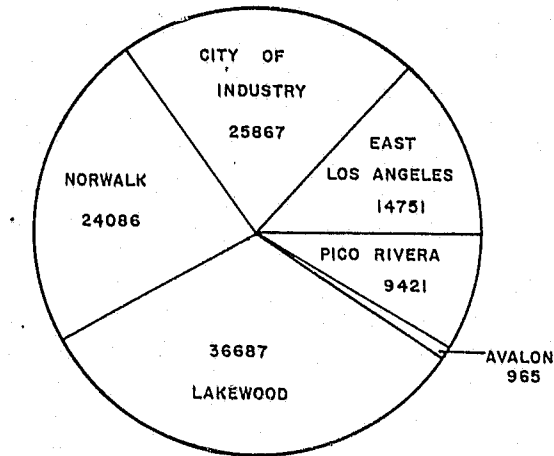 CITY OF
INDUSTRY
25867
EAST
LOS ANGELES
14751
NORWALK
24086
PICO RIVERA
9421
AVALON
965
36687
LAKEWOOD